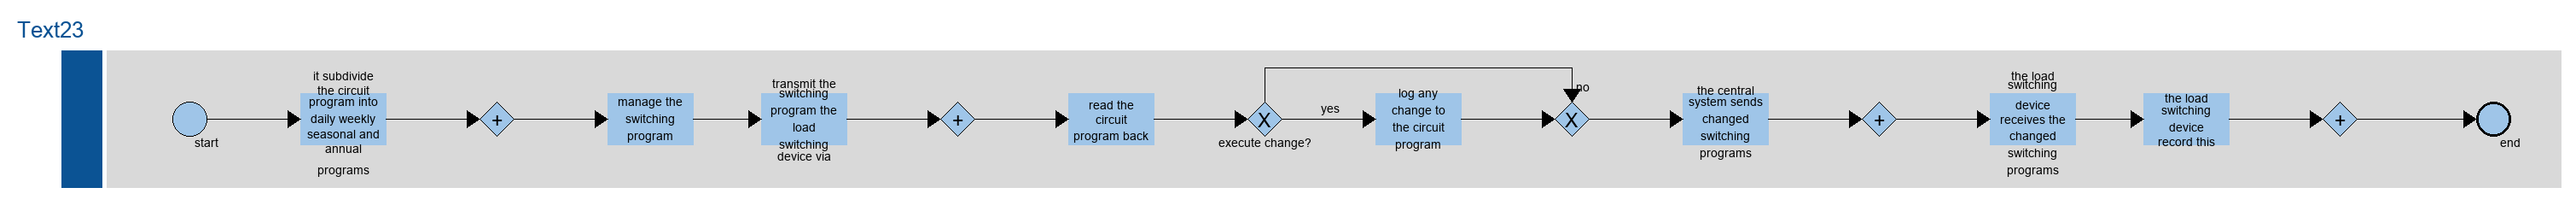 Text23
start
it subdivide
the circuit
program into
daily weekly
seasonal and
annual
programs
+
manage the
switching
program
transmit the
switching
program the
load
switching
device via
+
read the
circuit
program back
X
execute change?
yes
log any
change to
the circuit
program
no
X
the central
system sends
changed
switching
programs
+
the load
switching
device
receives the
changed
switching
programs
the load
switching
device
record this
+
end